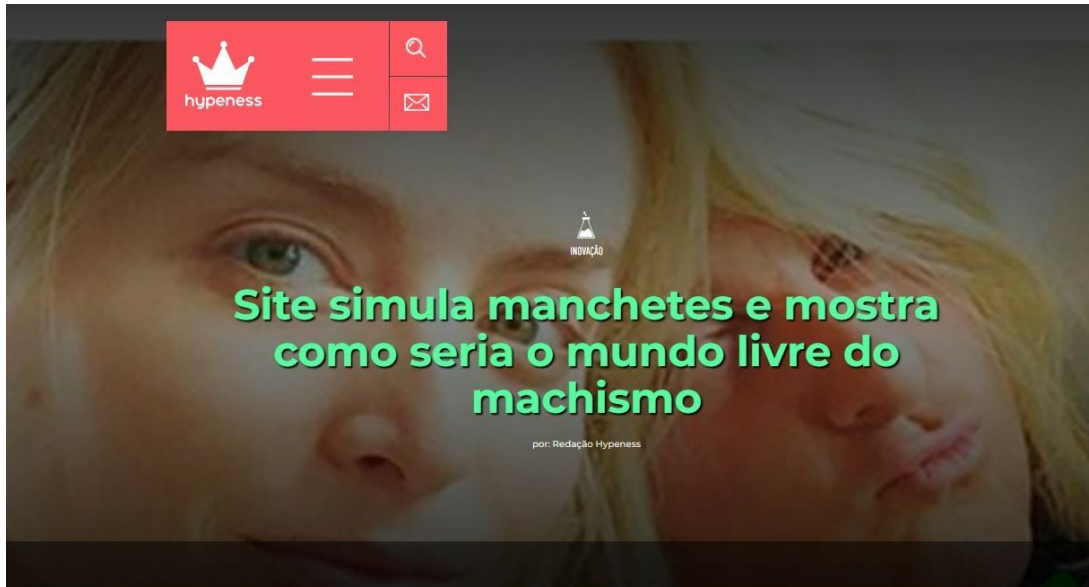 hypeness
INOVAÇÃO
Site simula manchetes e mostra
como seria o mundo livre do
machismo
por: Redação Hypeness